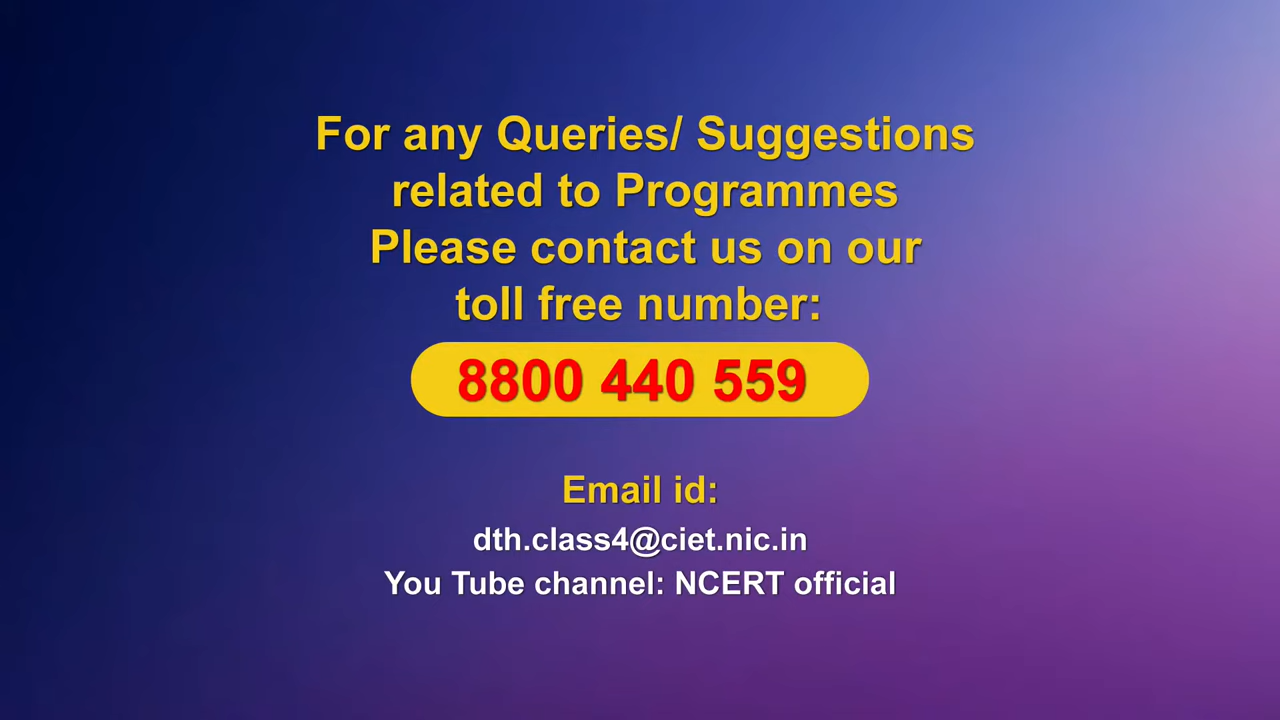 For any Queries/ Suggestions
related to Programmes
Please contact us on our
toll free number:
8800 440 559
Email id:
dth.class4@ciet.nic.in
You Tube channel: NCERT official